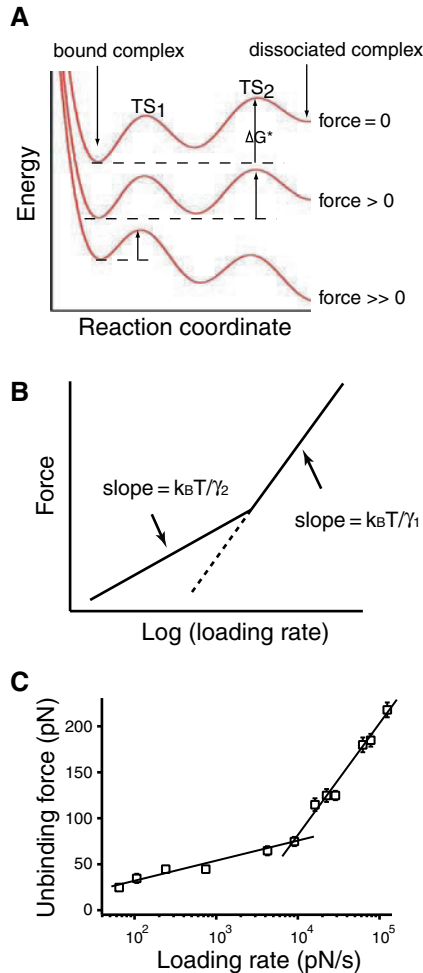 A
bound complex
dissociated complex
TS1
TS2
force = 0
ΔG*
force > 0
force >> 0
Energy
Reaction coordinate
B
Force
slope = kBT/γ2
slope = kBT/γ1
Log (loading rate)
C
Unbinding force (pN)
200
150
100
50
0
10² 10³ 10⁴ 10⁵
Loading rate (pN/s)